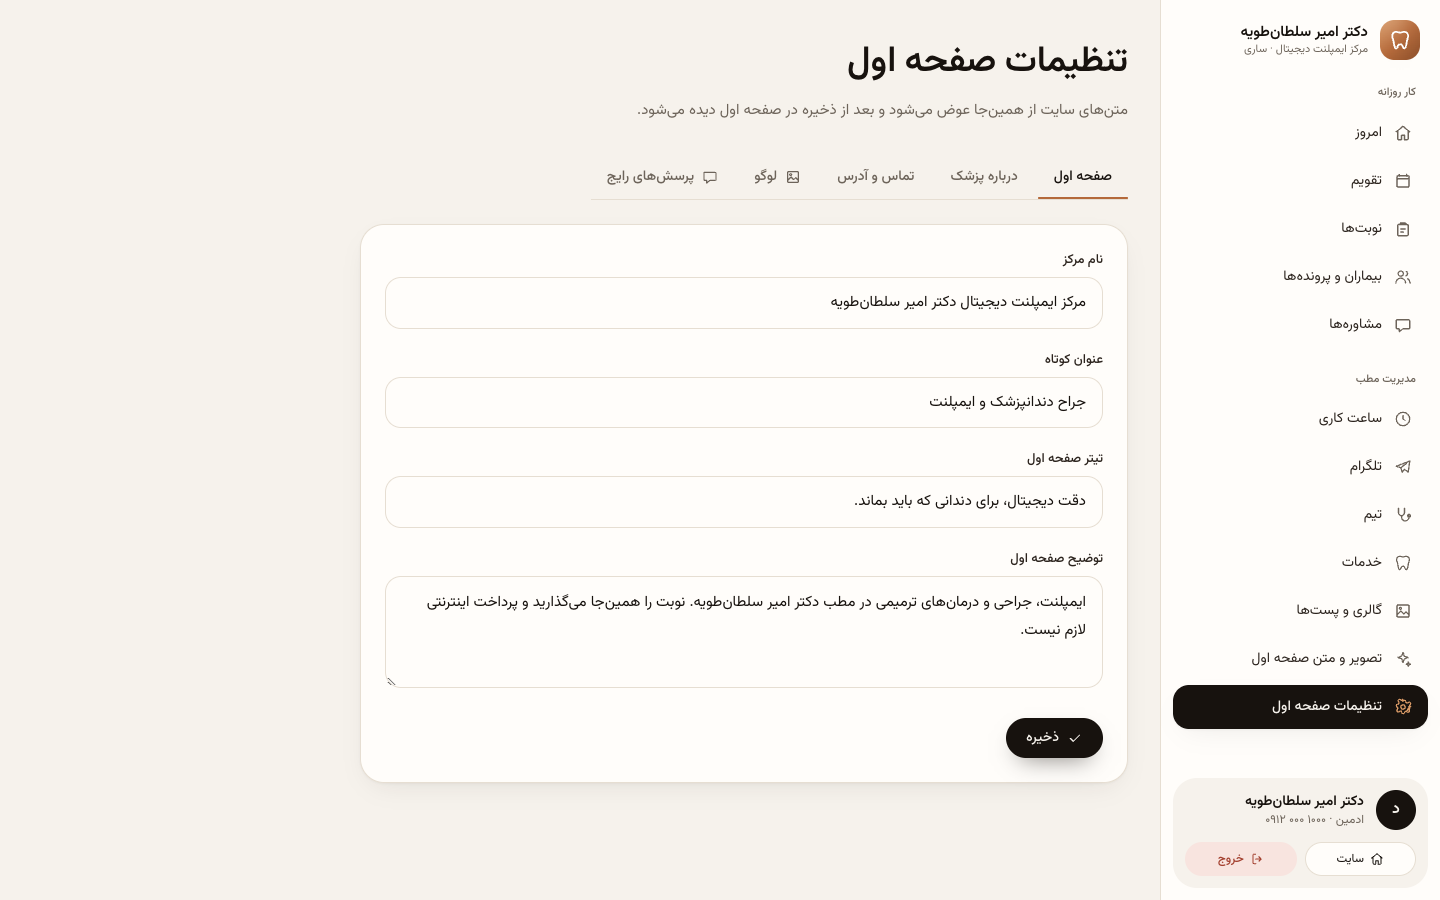 دکتر امیر سلطان‌طویه
مرکز ایمپلنت دیجیتال · ساری
کار روزانه
امروز
تقویم
نوبت‌ها
بیماران و پرونده‌ها
مشاوره‌ها
مدیریت مطب
ساعت کاری
تلگرام
تیم
خدمات
گالری و پست‌ها
تصویر و متن صفحه اول
تنظیمات صفحه اول
د
دکتر امیر سلطان‌طویه
ادمین · ۰۹۱۲ ۰۰۰ ۱۰۰۰
سایت
خروج
تنظیمات صفحه اول
متن‌های سایت از همین‌جا عوض می‌شود و بعد از ذخیره در صفحه اول دیده می‌شود.
صفحه اول
درباره پزشک
تماس و آدرس
لوگو
پرسش‌های رایج
نام مرکز
مرکز ایمپلنت دیجیتال دکتر امیر سلطان‌طویه
عنوان کوتاه
جراح دندانپزشک و ایمپلنت
تیتر صفحه اول
دقت دیجیتال، برای دندانی که باید بماند.
توضیح صفحه اول
ایمپلنت، جراحی و درمان‌های ترمیمی در مطب دکتر امیر سلطان‌طویه. نوبت را همین‌جا می‌گذارید و پرداخت اینترنتی
لازم نیست.
ذخیره